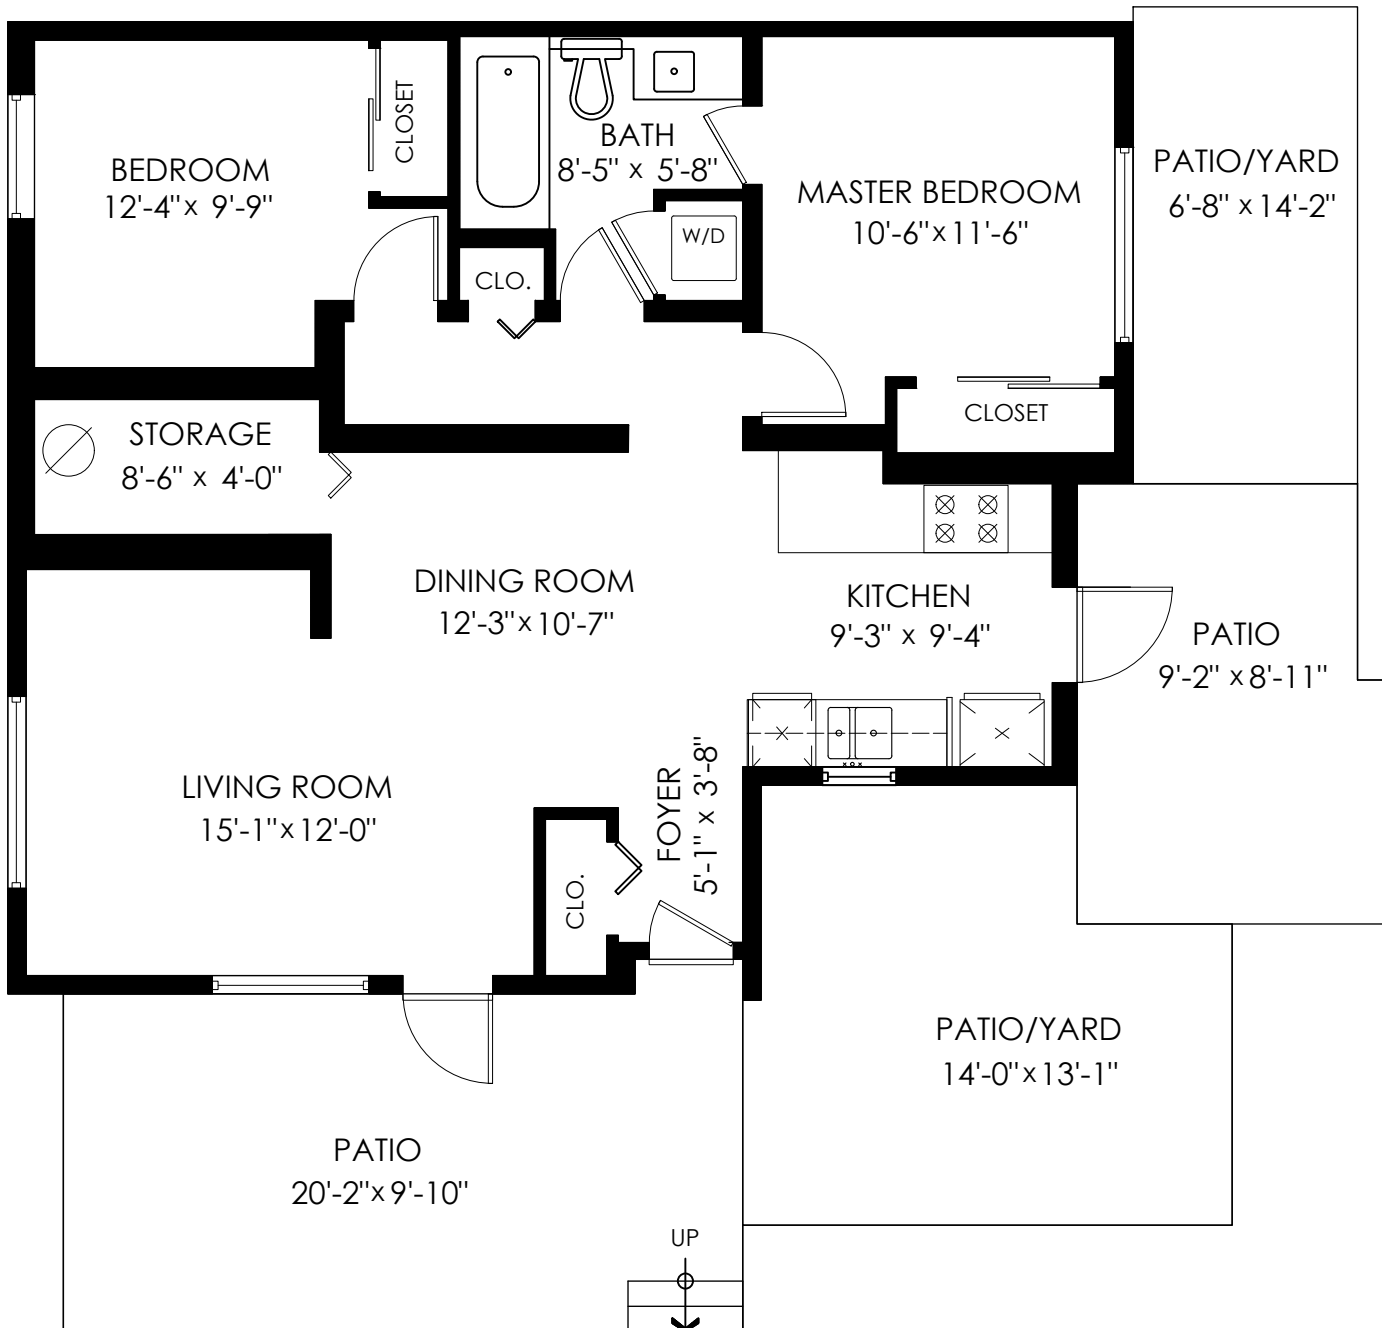 BEDROOM
12'-4" x 9'-9"
CLOSET
BATH
8'-5" x 5'-8"
W/D
CLO.
MASTER BEDROOM
10'-6" x 11'-6"
CLOSET
PATIO/YARD
6'-8" x 14'-2"
STORAGE
8'-6" x 4'-0"
DINING ROOM
12'-3" x 10'-7"
KITCHEN
9'-3" x 9'-4"
PATIO
9'-2" x 8'-11"
LIVING ROOM
15'-1" x 12'-0"
CLO.
FOYER
5'-1" x 3'-8"
PATIO/YARD
14'-0" x 13'-1"
PATIO
20'-2" x 9'-10"
UP